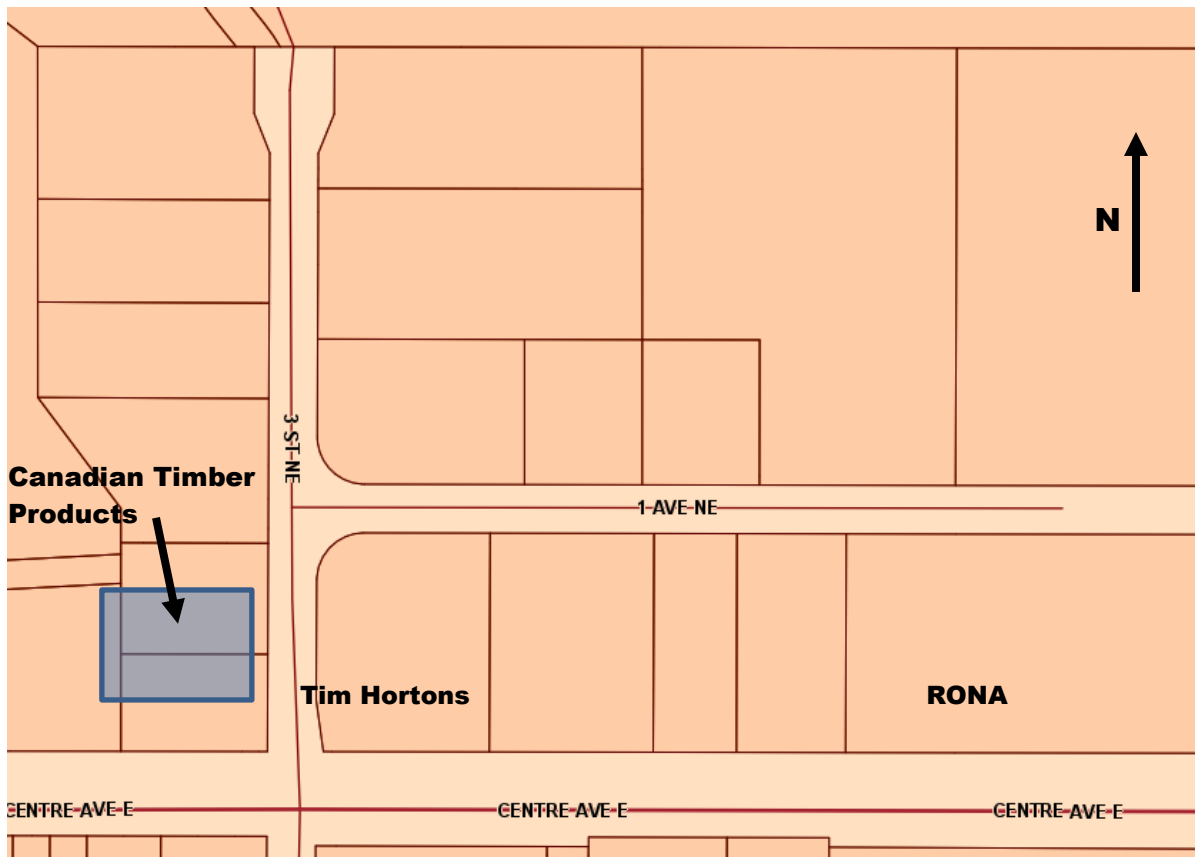 N
3 ST NE
Canadian Timber
Products
1 AVE NE
Tim Hortons
RONA
CENTRE AVE E
CENTRE AVE E
CENTRE AVE E